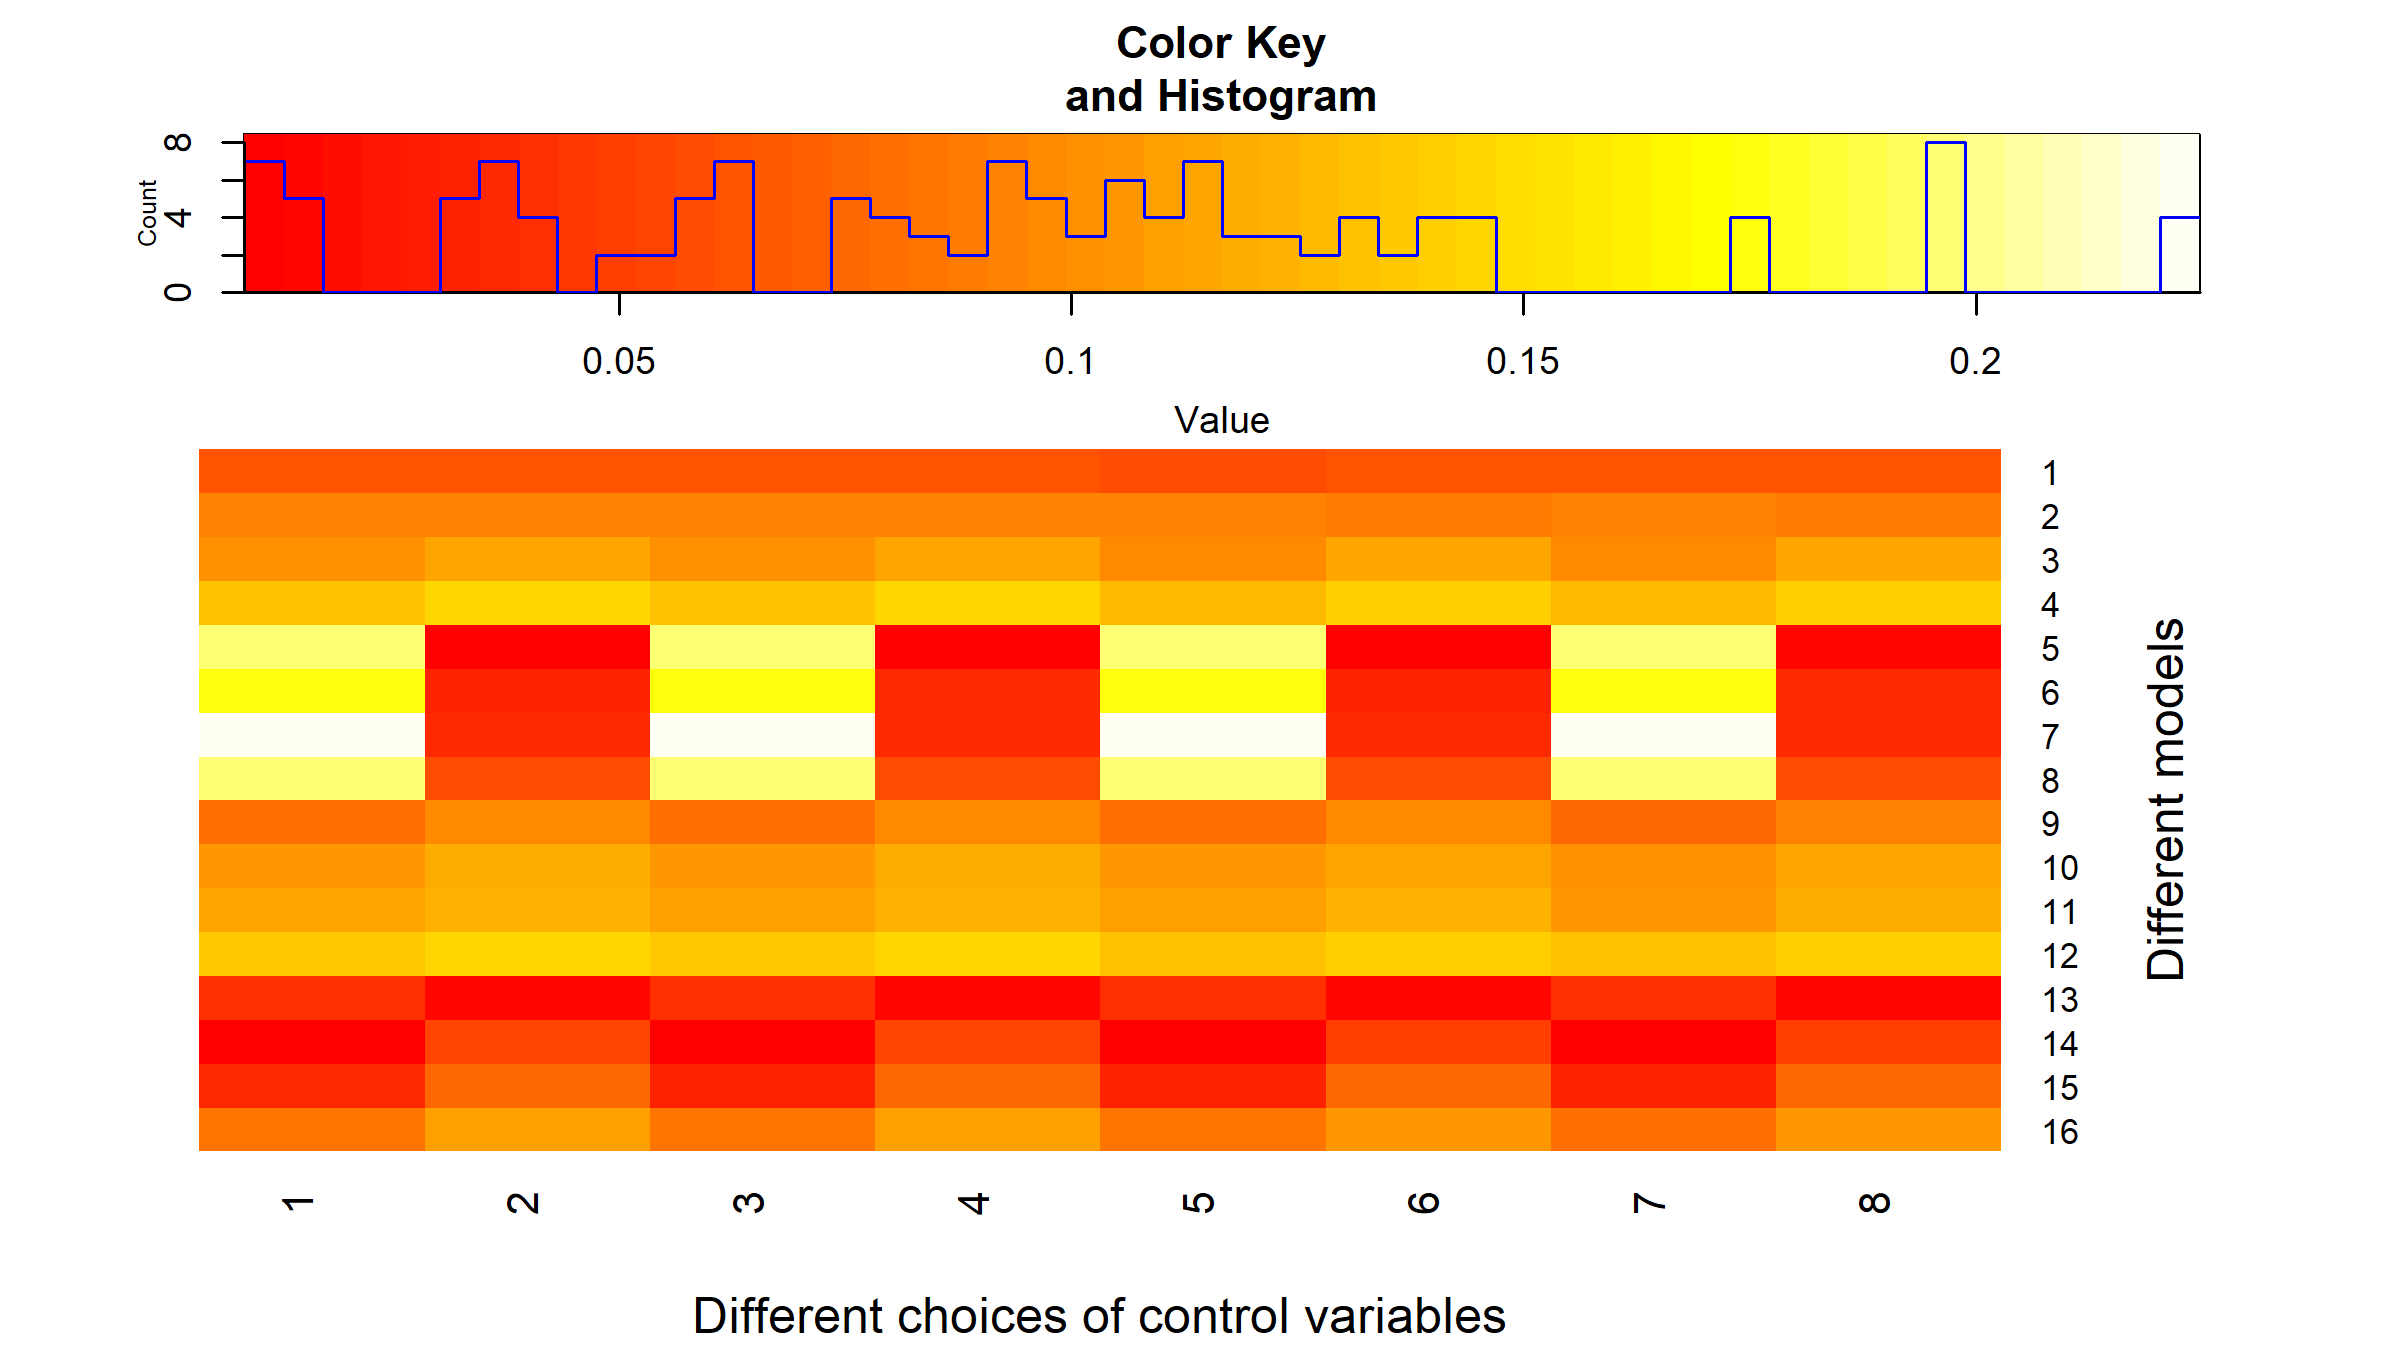 Color Key
and Histogram
Count
0 4 8
0.05 0.1 0.15 0.2
Value
1
2
3
4
5
6
7
8
9
10
11
12
13
14
15
16
Different models
1 2 3 4 5 6 7 8
Different choices of control variables